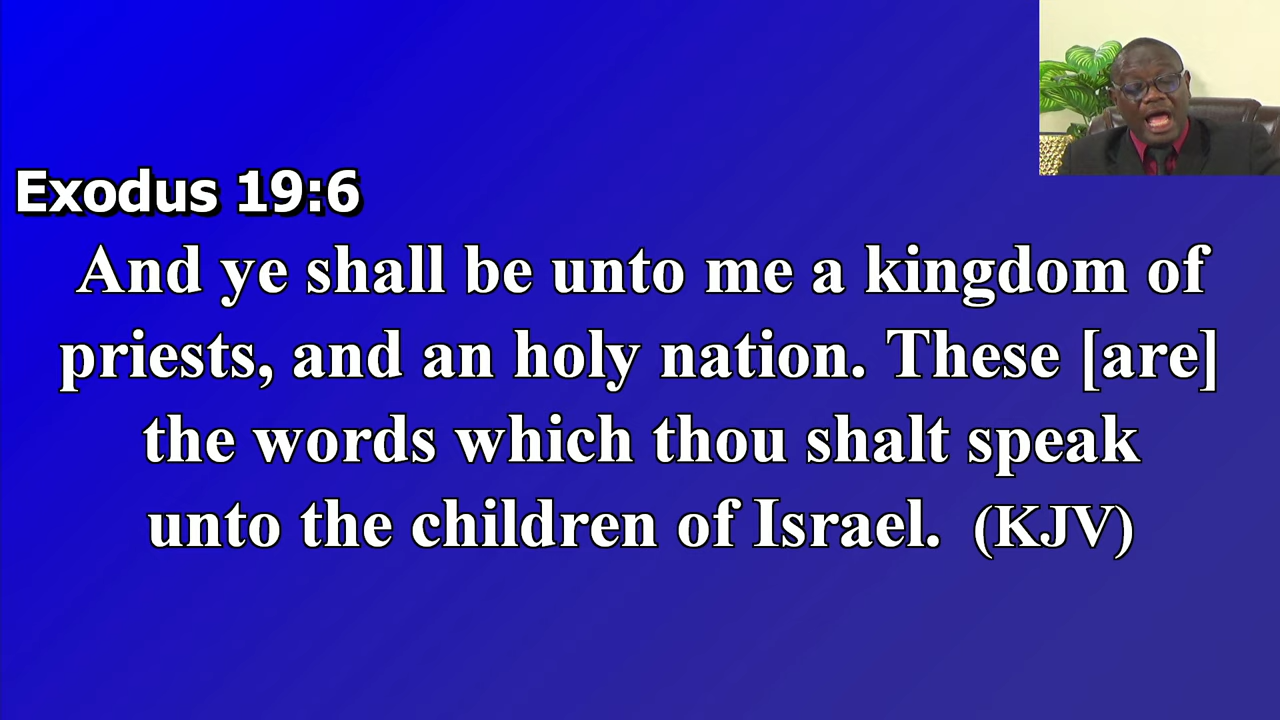 Exodus 19:6
And ye shall be unto me a kingdom of
priests, and an holy nation. These [are]
the words which thou shalt speak
unto the children of Israel. (KJV)